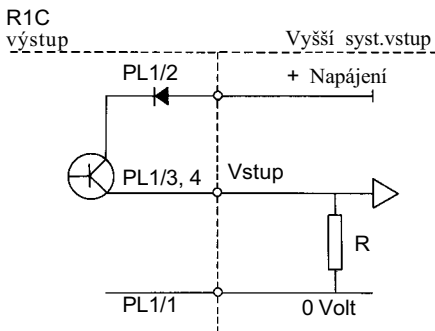 R1C
výstup
Vyšší syst.vstup
PL1/2
+ Napájení
PL1/3, 4
Vstup
R
PL1/1
0 Volt